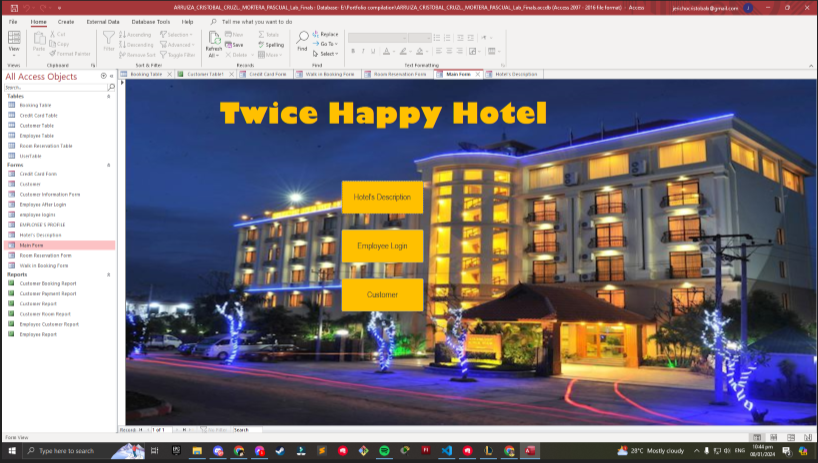 ARRUZA_CRISTOBAL_CRUZ_J_MORTERA_PASCUAL_Lab_Finals : Database- E:\Portfolio compilation\ARRUZA_CRISTOBAL_CRUZ_J_MORTERA_PASCUAL_Lab_Finals.accdb (Access 2007 - 2016 file format) - Access
File Home Create External Data Database Tools Help Tell me what you want to do
View Paste Cut Copy Format Painter
Filter Ascending Descending Remove Sort Selection Advanced Toggle Filter
Refresh All New Save Delete Totals Spelling More
Find Replace Go To Select
Views Clipboard Sort & Filter Records Find Text Formatting
All Access Objects
Search...
Booking Table Customer Table1 Credit Card Form Walk in Booking Form Room Reservation Form Main Form Hotel's Description
Tables
Booking Table
Credit Card Table
Customer Table
Employee Table
Room Reservation Table
UserTable
Forms
Credit Card Form
Customer
Customer Information Form
Employee After Login
employee logins
EMPLOYEE'S PROFILE
Hotel's Description
Main Form
Room Reservation Form
Walk in Booking Form
Reports
Customer Booking Report
Customer Payment Report
Customer Report
Customer Room Report
Employee Customer Report
Employee Report
Twice Happy Hotel
Hotel's Description
Employee Login
Customer
Record: 1 of 1 No Filter Search
Form View
Type here to search
28°C Mostly cloudy
ENG
10:44 pm
08/01/2024